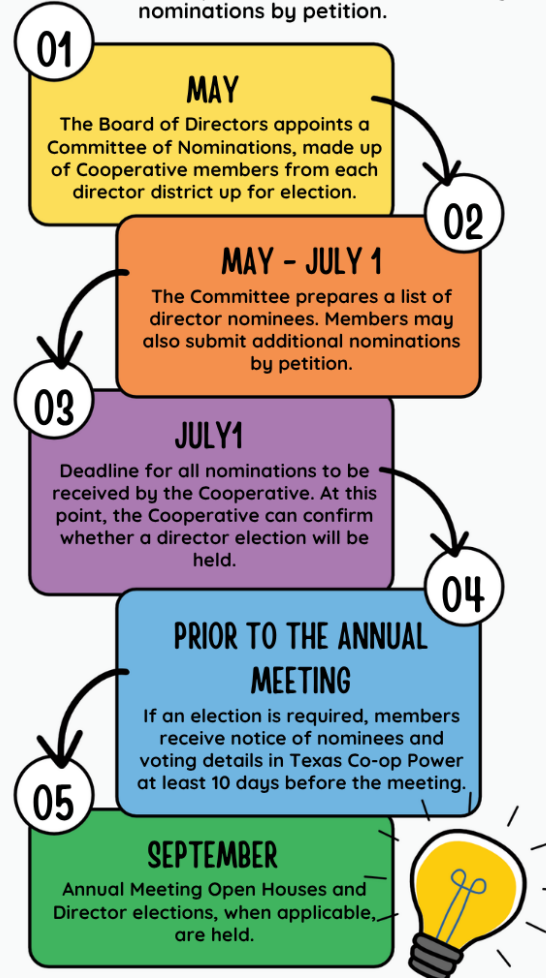 nominations by petition.
01
MAY
The Board of Directors appoints a
Committee of Nominations, made up
of Cooperative members from each
director district up for election.
02
MAY - JULY 1
The Committee prepares a list of
director nominees. Members may
also submit additional nominations
by petition.
03
JULY1
Deadline for all nominations to be
received by the Cooperative. At this
point, the Cooperative can confirm
whether a director election will be
held.
04
PRIOR TO THE ANNUAL
MEETING
If an election is required, members
receive notice of nominees and
voting details in Texas Co-op Power
at least 10 days before the meeting.
05
SEPTEMBER
Annual Meeting Open Houses and
Director elections, when applicable,
are held.